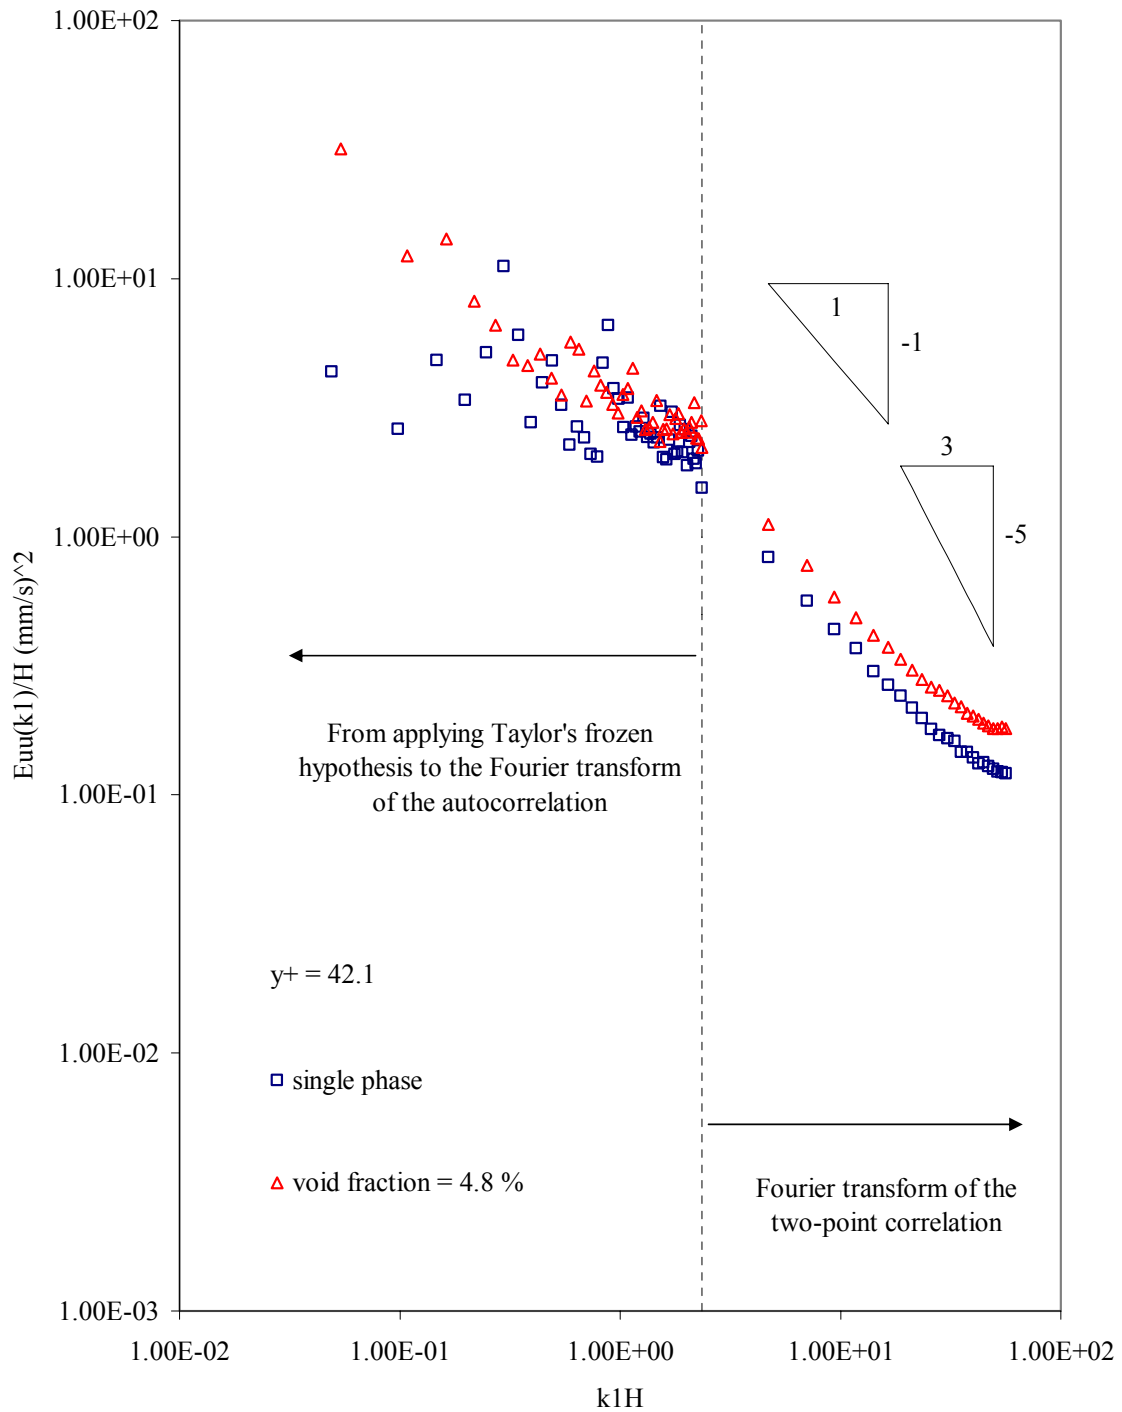 1.00E+02
1.00E+01
1.00E+00
1.00E-01
1.00E-02
1.00E-03
Euu(k1)/H (mm/s)^2
1
-1
3
-5
From applying Taylor's frozen
hypothesis to the Fourier transform
of the autocorrelation
y+ = 42.1
single phase
void fraction = 4.8 %
Fourier transform of the
two-point correlation
1.00E-02 1.00E-01 1.00E+00 1.00E+01 1.00E+02
k1H